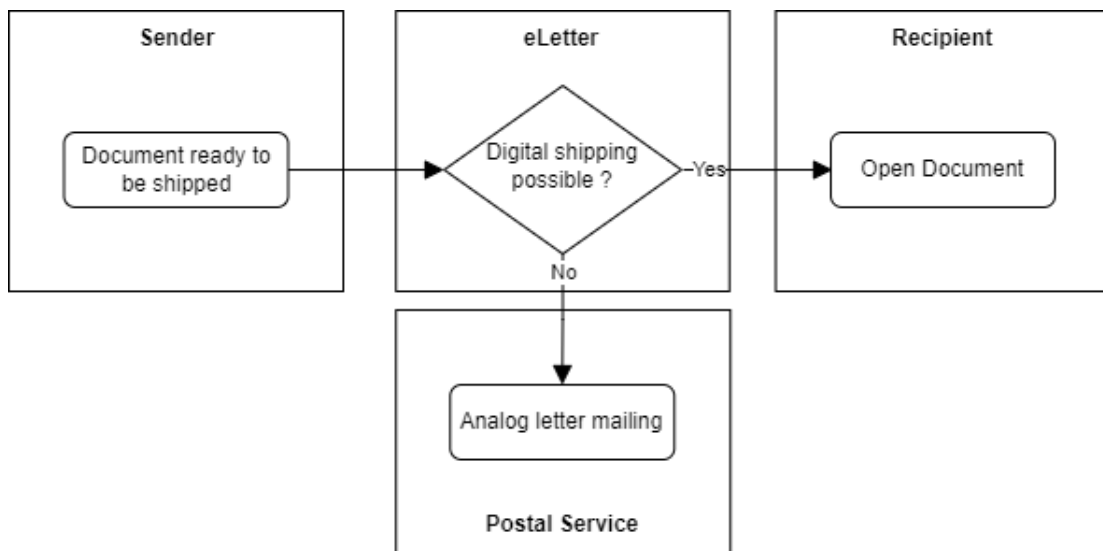 Sender
eLetter
Recipient
Document ready to
be shipped
Digital shipping
possible ?
Yes
Open Document
No
Analog letter mailing
Postal Service